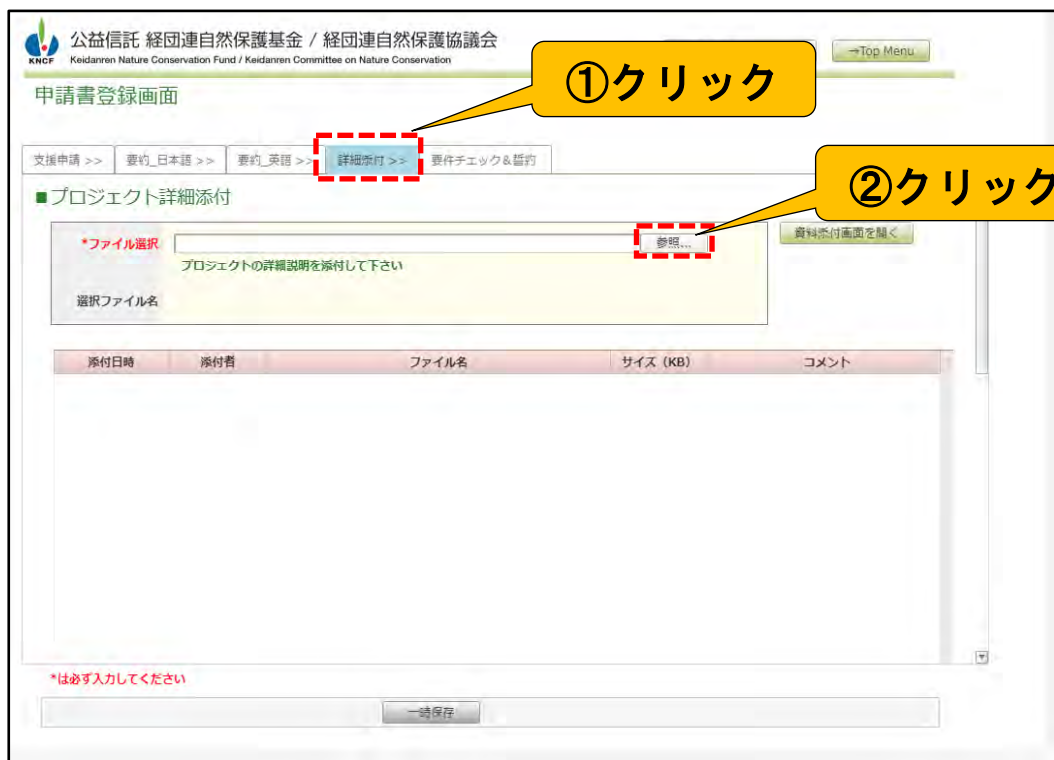 公益信託 経団連自然保護基金 / 経団連自然保護協議会
KNCF Keidanren Nature Conservation Fund / Keidanren Committee on Nature Conservation
→Top Menu
①クリック
申請書登録画面
支援申請 >> 要約_日本語 >> 要約_英語 >> 詳細添付 >> 要件チェック&誓約
②クリック
■プロジェクト詳細添付
*ファイル選択 参照... 資料添付画面を開く
プロジェクトの詳細説明を添付して下さい
選択ファイル名
添付日時 添付者 ファイル名 サイズ（KB） コメント
*は必ず入力してください
一時保存